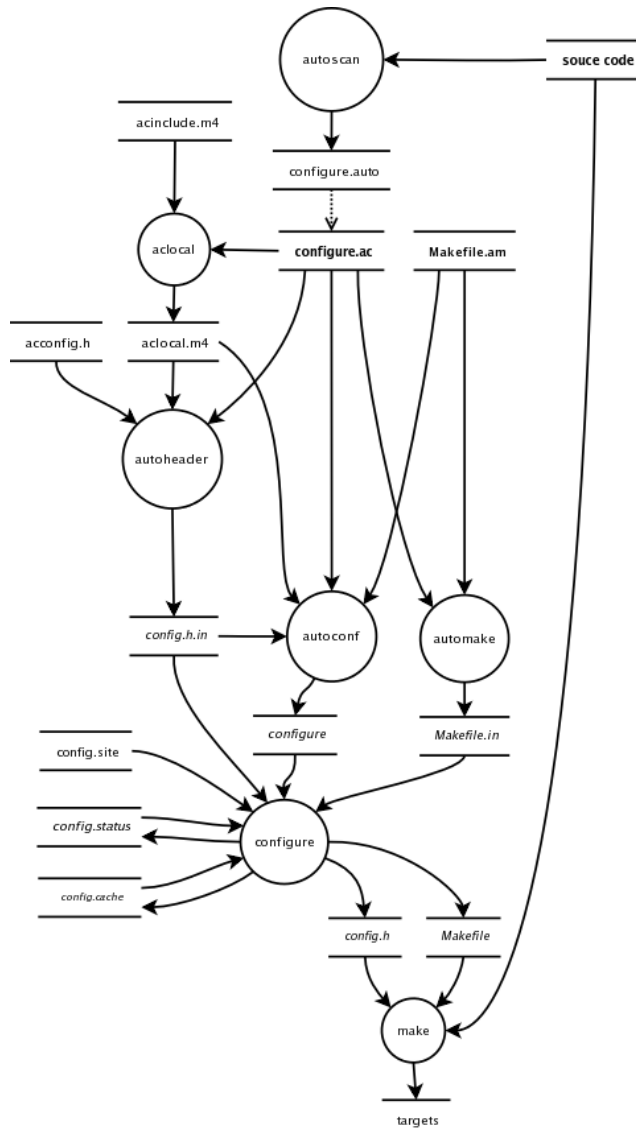 autoscan
souce code
acinclude.m4
configure.auto
aclocal
configure.ac
Makefile.am
acconfig.h
aclocal.m4
autoheader
config.h.in
autoconf
automake
configure
Makefile.in
config.site
config.status
configure
config.cache
config.h
Makefile
make
targets